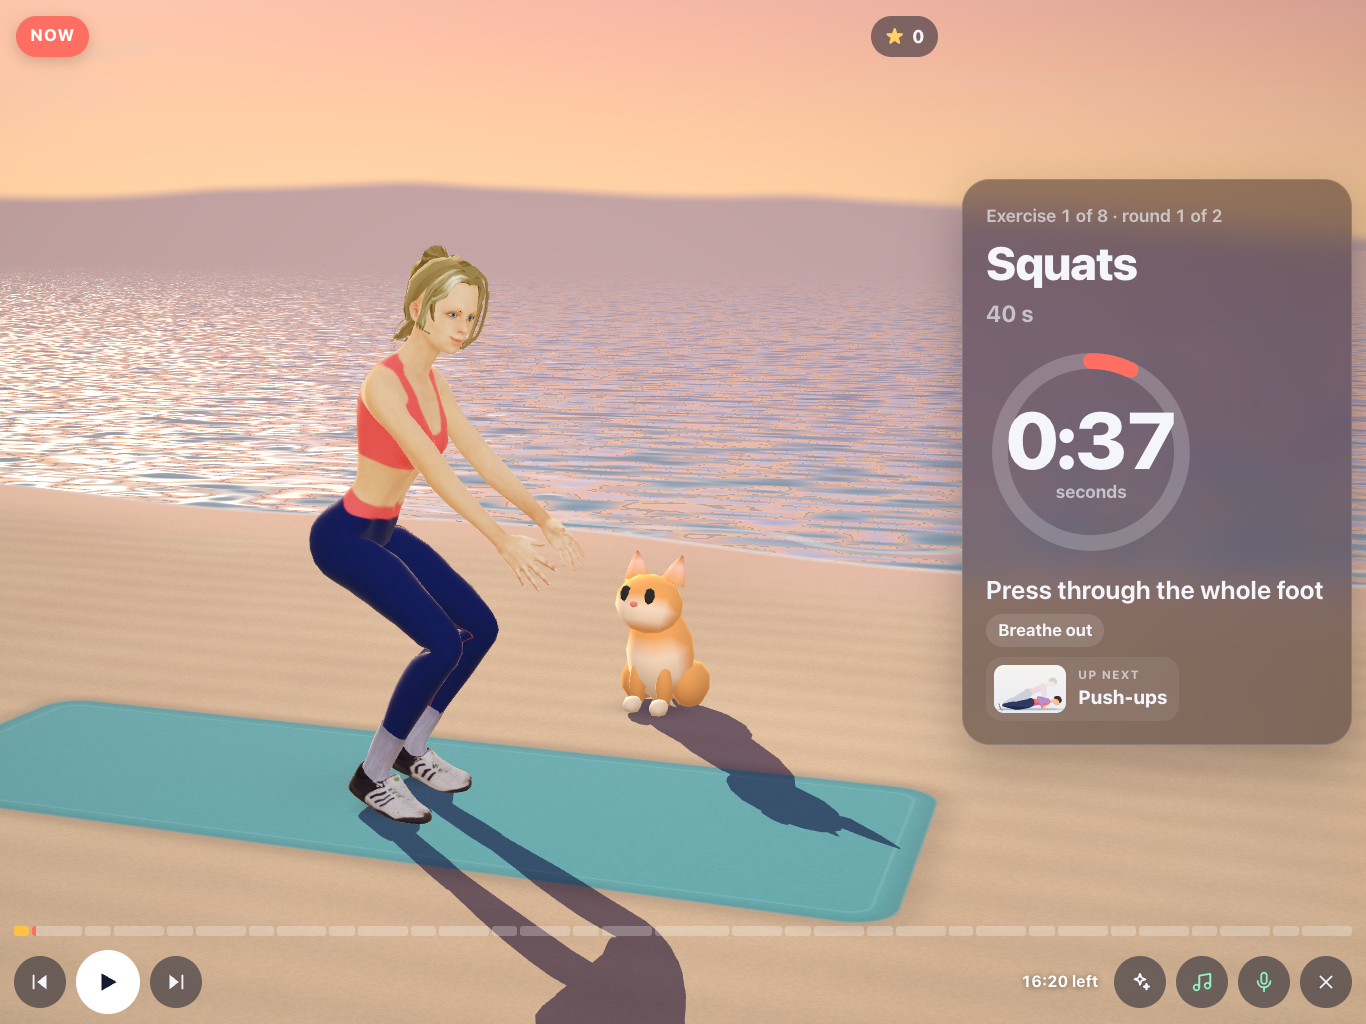 NOW
0
Exercise 1 of 8 · round 1 of 2
Squats
40 s
0:37
seconds
Press through the whole foot
Breathe out
UP NEXT
Push-ups
16:20 left